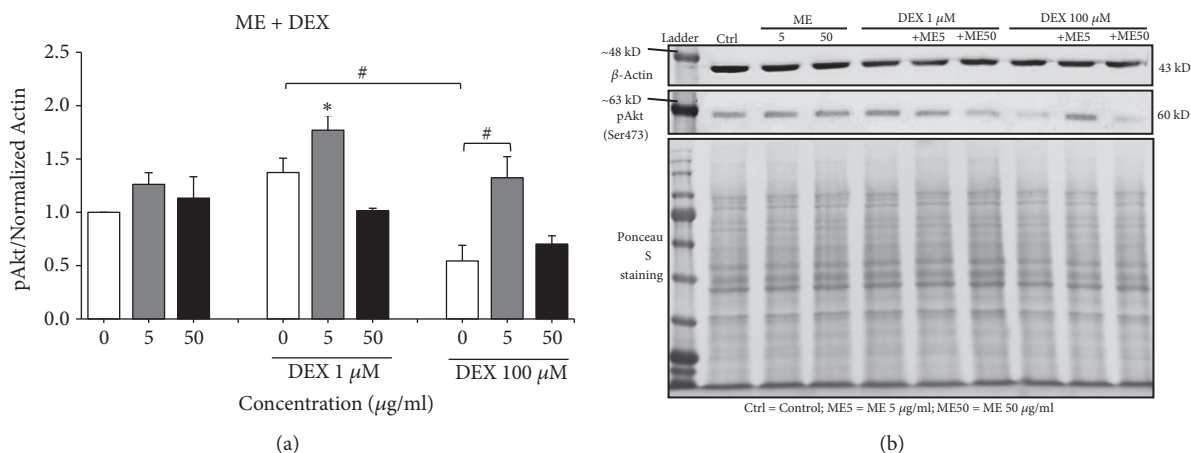 ME + DEX
pAkt/Normalized Actin
2.5
2.0
1.5
1.0
0.5
0.0
#
*
#
0 5 50 0 5 50 0 5 50
DEX 1 μM DEX 100 μM
Concentration (μg/ml)
(a)
ME DEX 1 μM DEX 100 μM
Ladder Ctrl 5 50 +ME5 +ME50 +ME5 +ME50
~48 kD
β-Actin 43 kD
~63 kD
pAkt 60 kD
(Ser473)
Ponceau
S
staining
Ctrl = Control; ME5 = ME 5 μg/ml; ME50 = ME 50 μg/ml
(b)